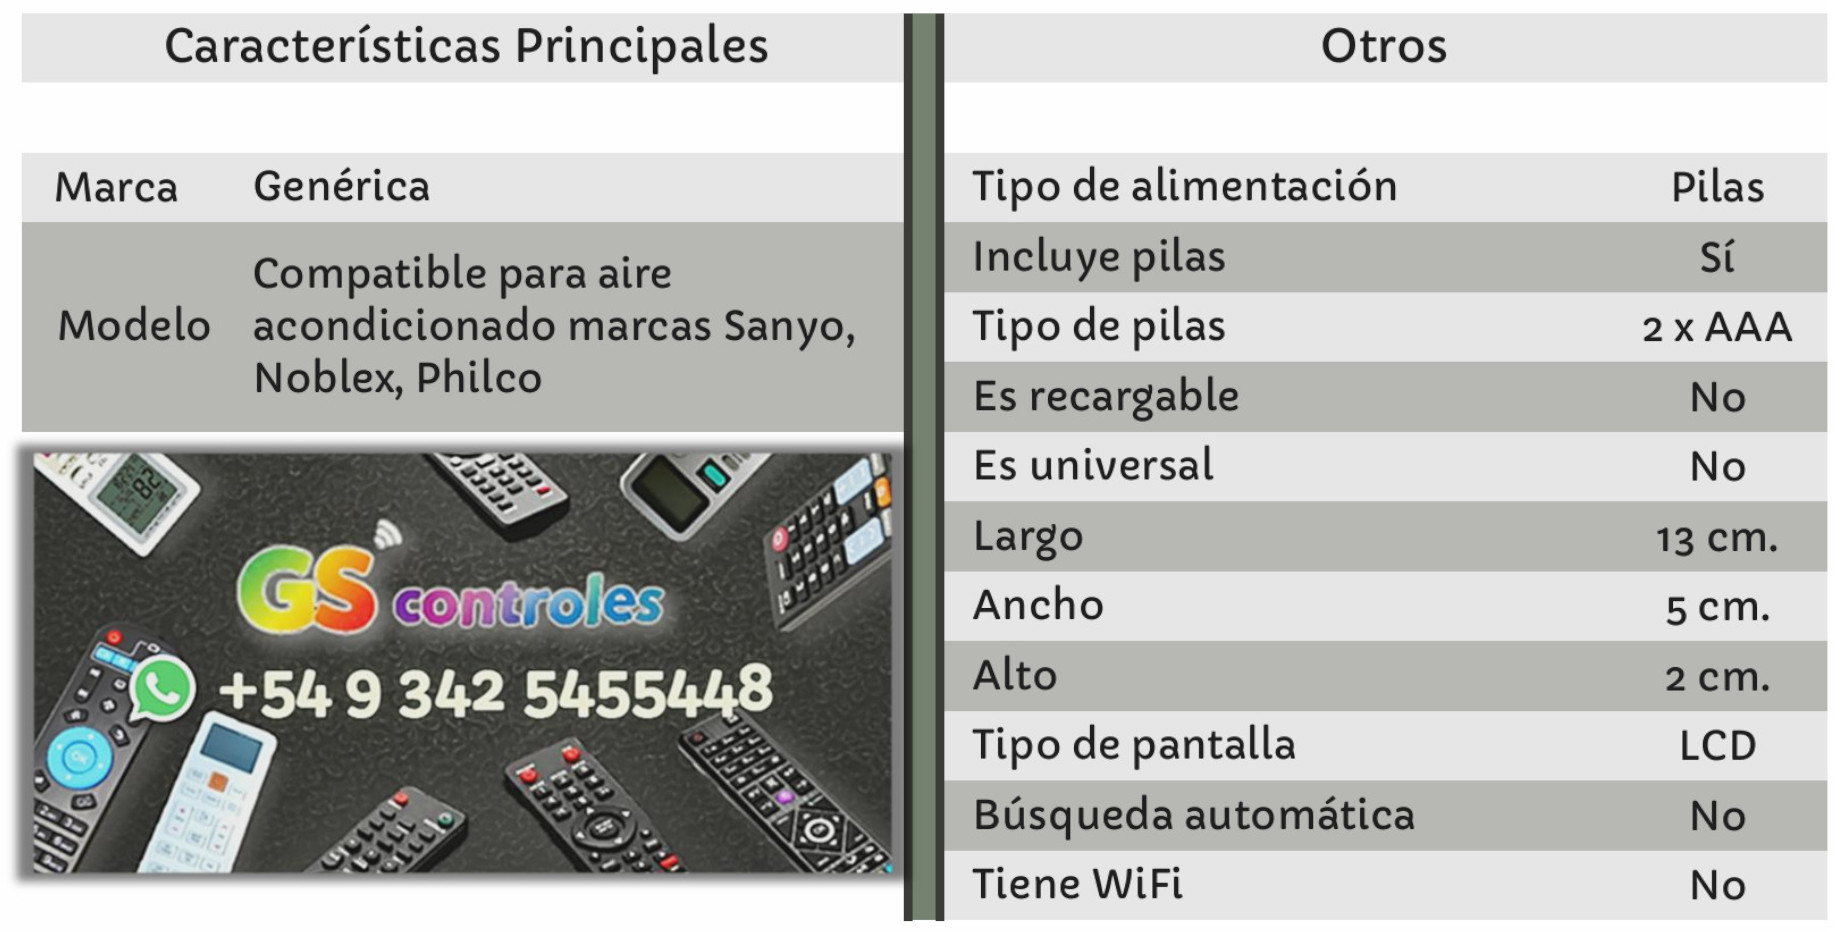 Características Principales
Marca Genérica
Modelo Compatible para aire
acondicionado marcas Sanyo,
Noblex, Philco
GS controles
+54 9 342 5455448
Otros
Tipo de alimentación Pilas
Incluye pilas Sí
Tipo de pilas 2 x AAA
Es recargable No
Es universal No
Largo 13 cm.
Ancho 5 cm.
Alto 2 cm.
Tipo de pantalla LCD
Búsqueda automática No
Tiene WiFi No